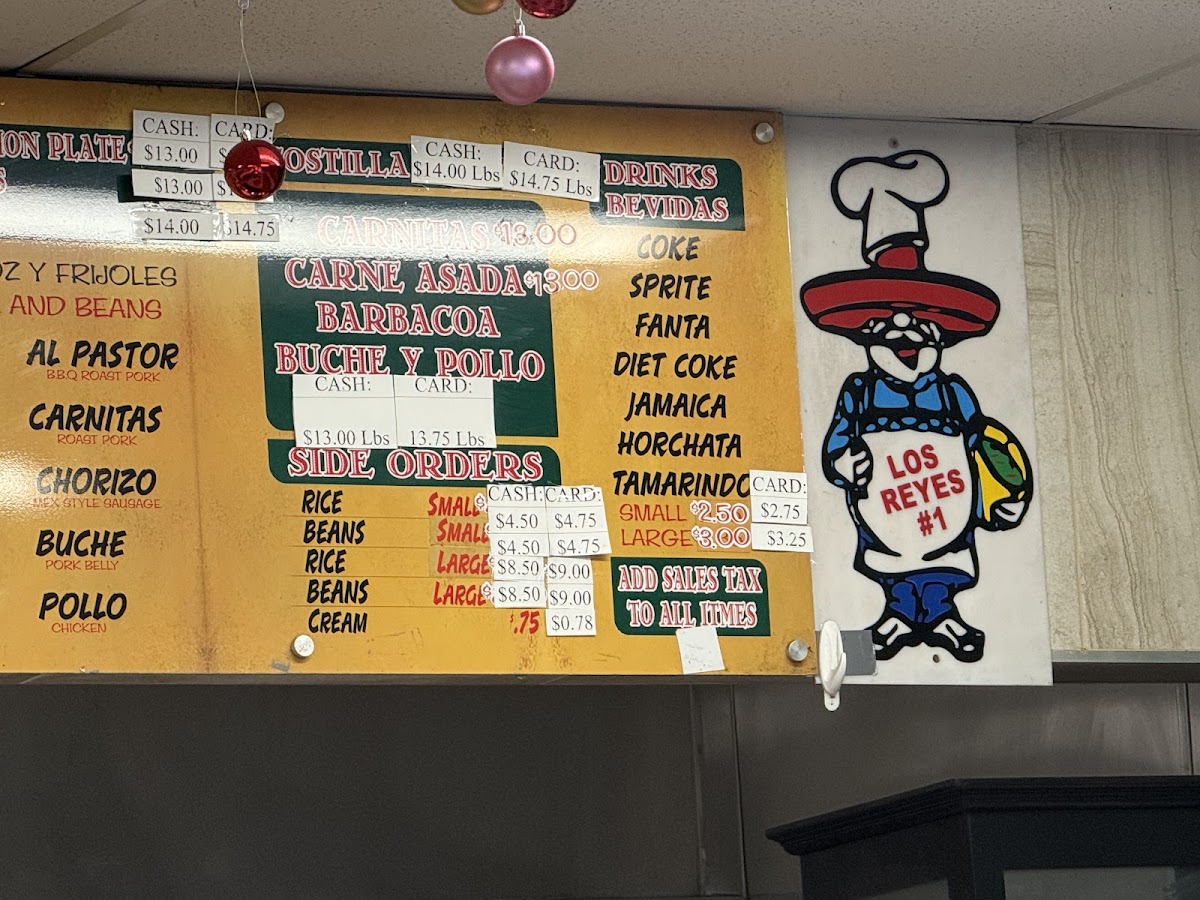 ION PLATE
CASH: CARD:
$13.00
$13.00
$14.00 $14.75
OZ Y FRIJOLES
AND BEANS
AL PASTOR
B.B.Q ROAST PORK
CARNITAS
ROAST PORK
CHORIZO
MEX STYLE SAUSAGE
BUCHE
PORK BELLY
POLLO
CHICKEN
COSTILLA
CASH: CARD:
$14.00 Lbs $14.75 Lbs
CARNITAS $13.00
CARNE ASADA $13.00
BARBACOA
BUCHE Y POLLO
CASH: CARD:
$13.00 Lbs 13.75 Lbs
SIDE ORDERS
CASH: CARD:
RICE SMALL $4.50 $4.75
BEANS SMALL $4.50 $4.75
RICE LARGE $8.50 $9.00
BEANS LARGE $8.50 $9.00
CREAM $.75 $0.78
DRINKS
BEVIDAS
COKE
SPRITE
FANTA
DIET COKE
JAMAICA
HORCHATA
TAMARINDO
CARD:
SMALL $2.50 $2.75
LARGE $3.00 $3.25
ADD SALES TAX
TO ALL ITMES
LOS
REYES
#1